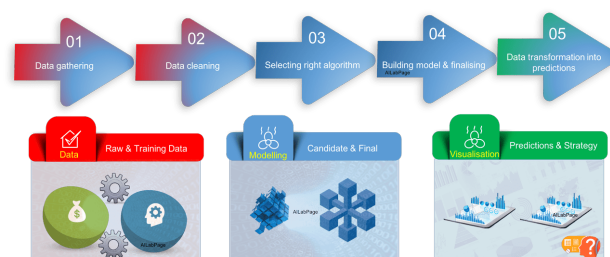 01
Data gathering
02
Data cleaning
03
Selecting right algorithm
04
Building model & finalising
AILabPage
05
Data transformation into
predictions
Data
Raw & Training Data
Modelling
Candidate & Final
Visualisation
Predictions & Strategy
$
AILabPage
AILabPage
AILabPage
?